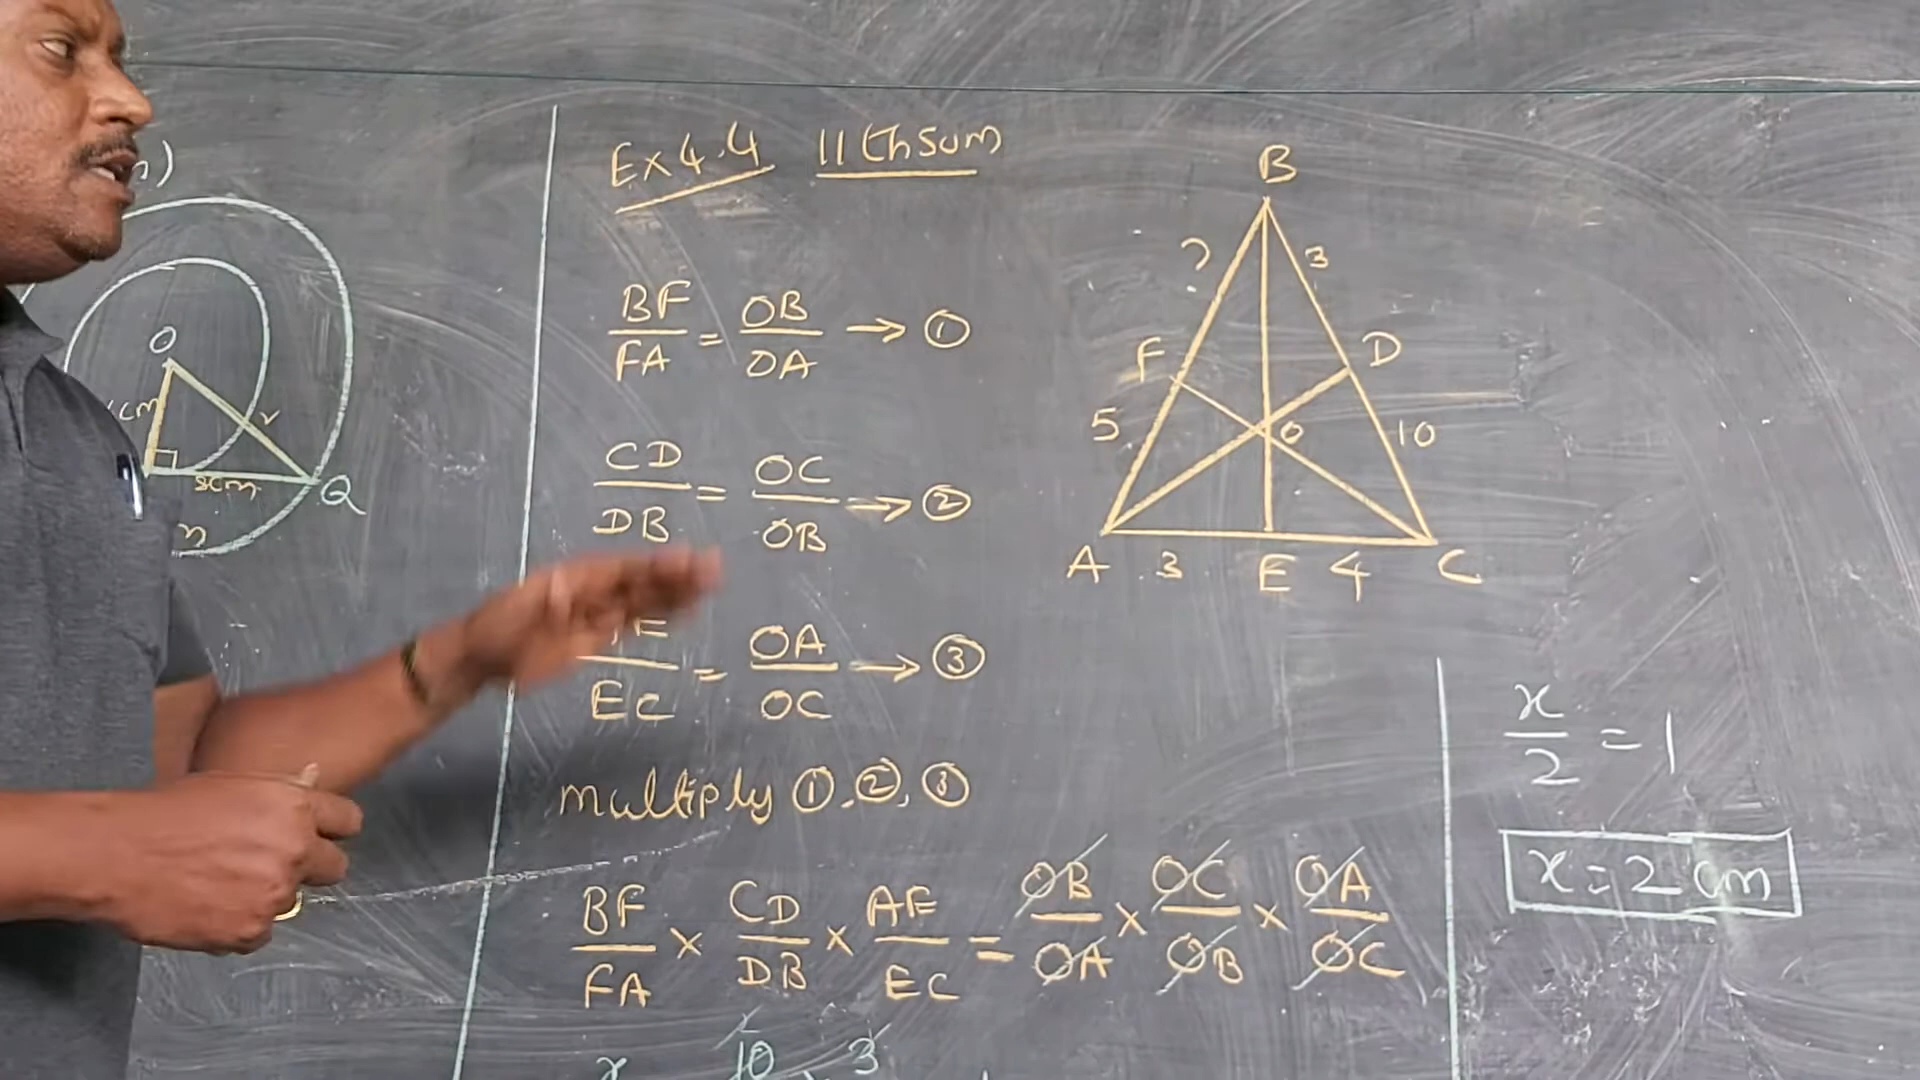 Ex 4.4 11th Sum
BF/FA = OB/OA → ①
CD/DB = OC/OB → ②
EC = OA/OC → ③
multiply ①, ②, ③
BF/FA × CD/DB × AE/EC = OB/OA × OC/OB × OA/OC
x 10 3
B
? 3
F D
5 O 10
A 3 E 4 C
x/2 = 1
x = 2 cm
O
cm r
8cm Q